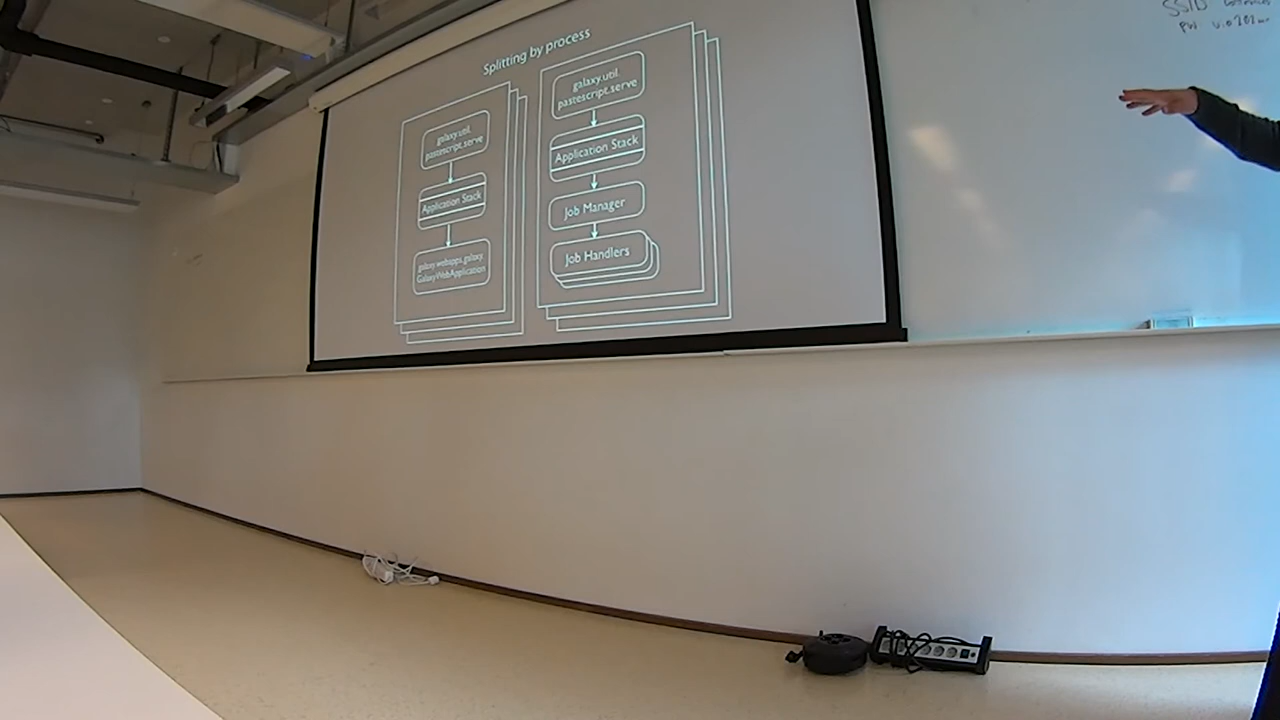 Splitting by process
galaxy.util.
pastescript.serve
Application Stack
galaxy.webapps.galaxy.
GalaxyWebApplication
galaxy.util.
pastescript.serve
Application Stack
Job Manager
Job Handlers
SSID